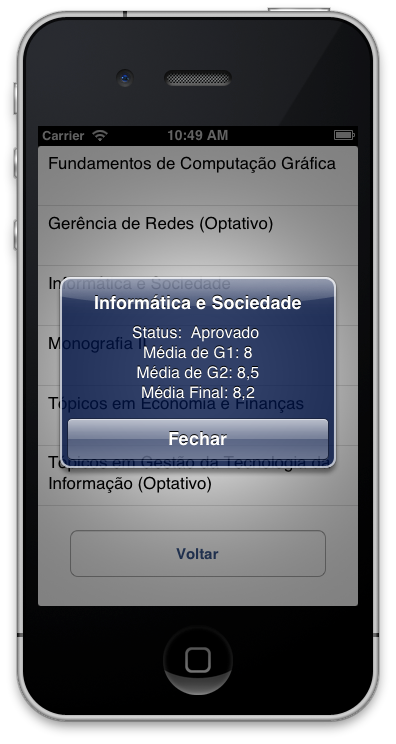 Carrier 10:49 AM
Fundamentos de Computação Gráfica
Gerência de Redes (Optativo)
Informática e Sociedade
Informática e Sociedade
Status: Aprovado
Monografia II
Média de G1: 8
Média de G2: 8,5
Média Final: 8,2
Tópicos em Economia e Finanças
Fechar
Tópicos em Gestão da Tecnologia da
Informação (Optativo)
Voltar